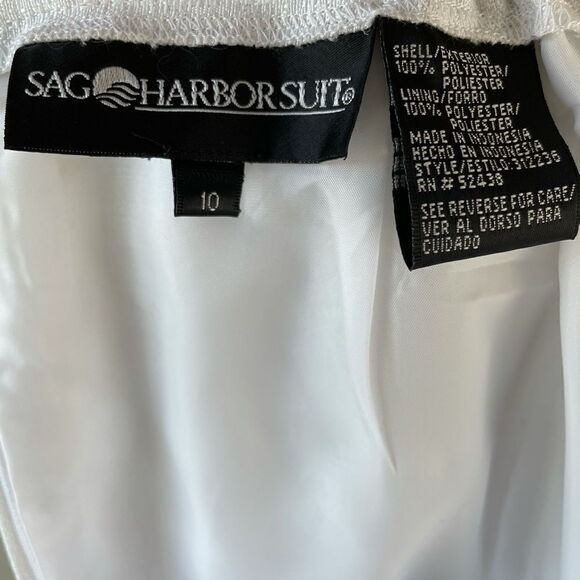 SAG HARBOR SUIT®
10
SHELL/EXTERIOR
100% POLYESTER/
POLIESTER
LINING/FORRO
100% POLYESTER/
POLIESTER
MADE IN INDONESIA
HECHO EN INDONESIA
STYLE/ESTILO: 312236
RN# 52438
SEE REVERSE FOR CARE/
VER AL DORSO PARA
CUIDADO